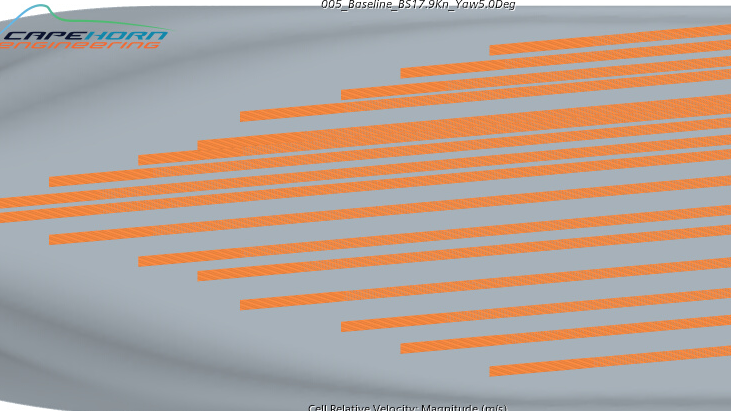 005_Baseline_BS17.9Kn_Yaw5.0Deg
CAPEHORN
engineering
Cell Relative Velocity: Magnitude (m/s)